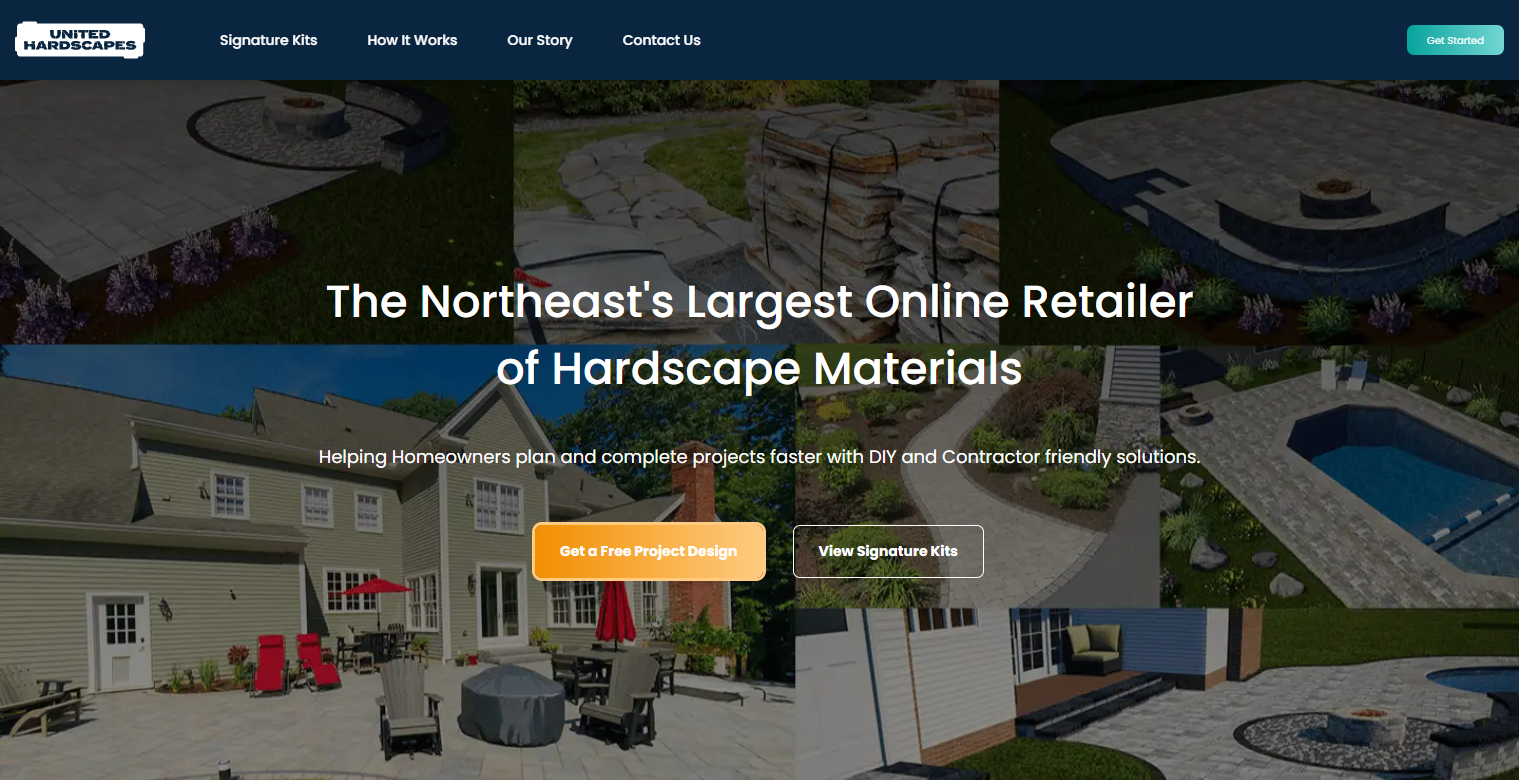 UNITED
HARDSCAPES
Signature Kits
How It Works
Our Story
Contact Us
Get Started
The Northeast's Largest Online Retailer
of Hardscape Materials
Helping Homeowners plan and complete projects faster with DIY and Contractor friendly solutions.
Get a Free Project Design
View Signature Kits